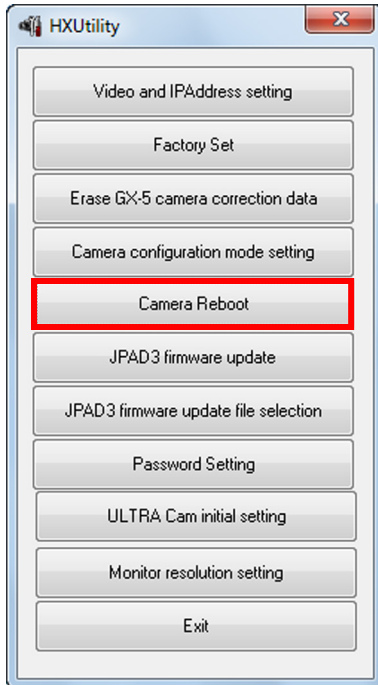 HXUtility
Video and IPAddress setting
Factory Set
Erase GX-5 camera correction data
Camera configuration mode setting
Camera Reboot
JPAD3 firmware update
JPAD3 firmware update file selection
Password Setting
ULTRA Cam initial setting
Monitor resolution setting
Exit